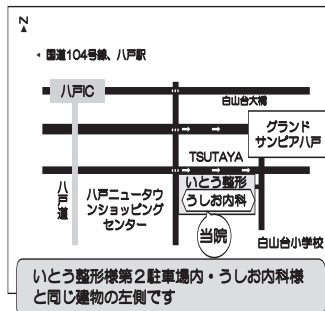 N
国道104号線、八戸駅
八戸IC
白山台大橋
グランド
サンピア八戸
TSUTAYA
いとう整形
うしお内科
八戸道
八戸ニュータウ
ンショッピング
センター
当院
白山台小学校
いとう整形様第2駐車場内・うしお内科様
と同じ建物の左側です